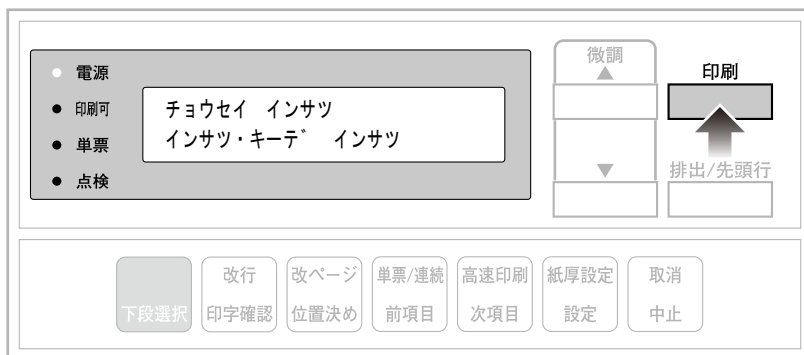 電源
印刷可
単票
点検
チョウセイ インサツ
インサツ・キーデ インサツ
微調
▲
▼
印刷
排出/先頭行
下段選択
改行
印字確認
改ページ
位置決め
単票/連続
前項目
高速印刷
次項目
紙厚設定
設定
取消
中止